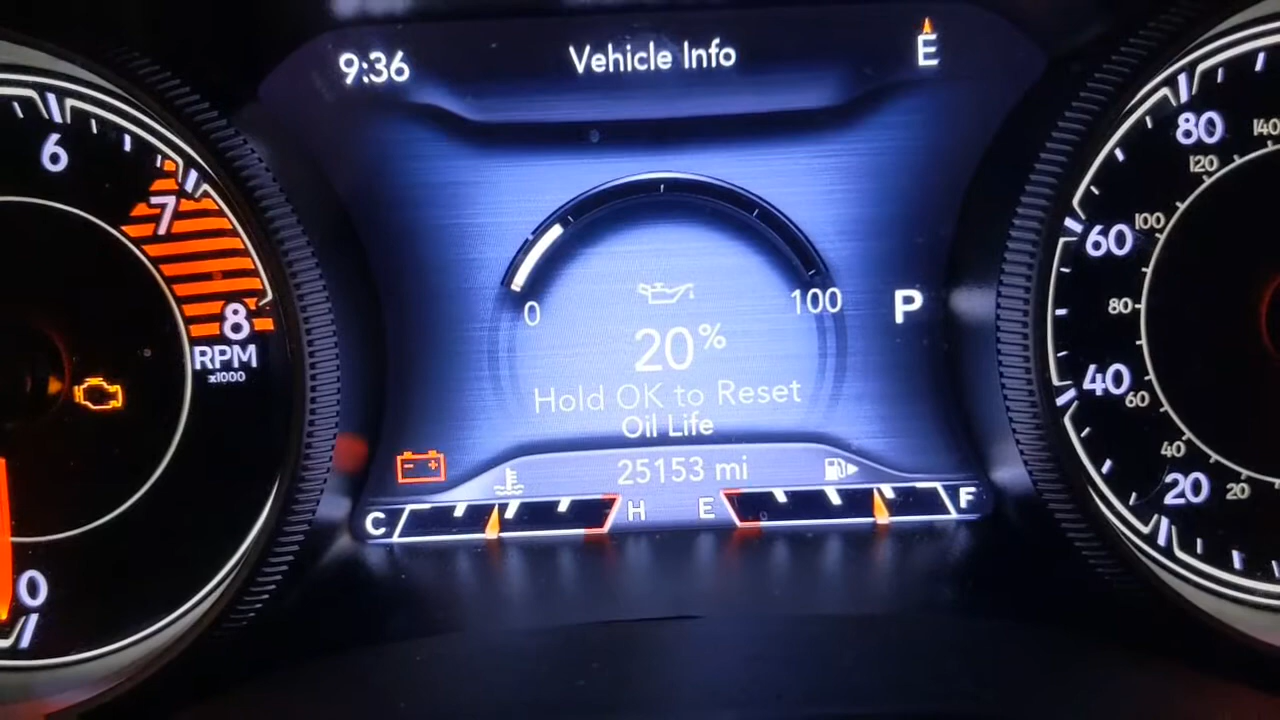 9:36
Vehicle Info
E
6
7
8
RPM
x1000
0
0
100
20%
Hold OK to Reset
Oil Life
P
25153 mi
C
H
E
F
80
60
40
20
140
120
100
80
60
40
20